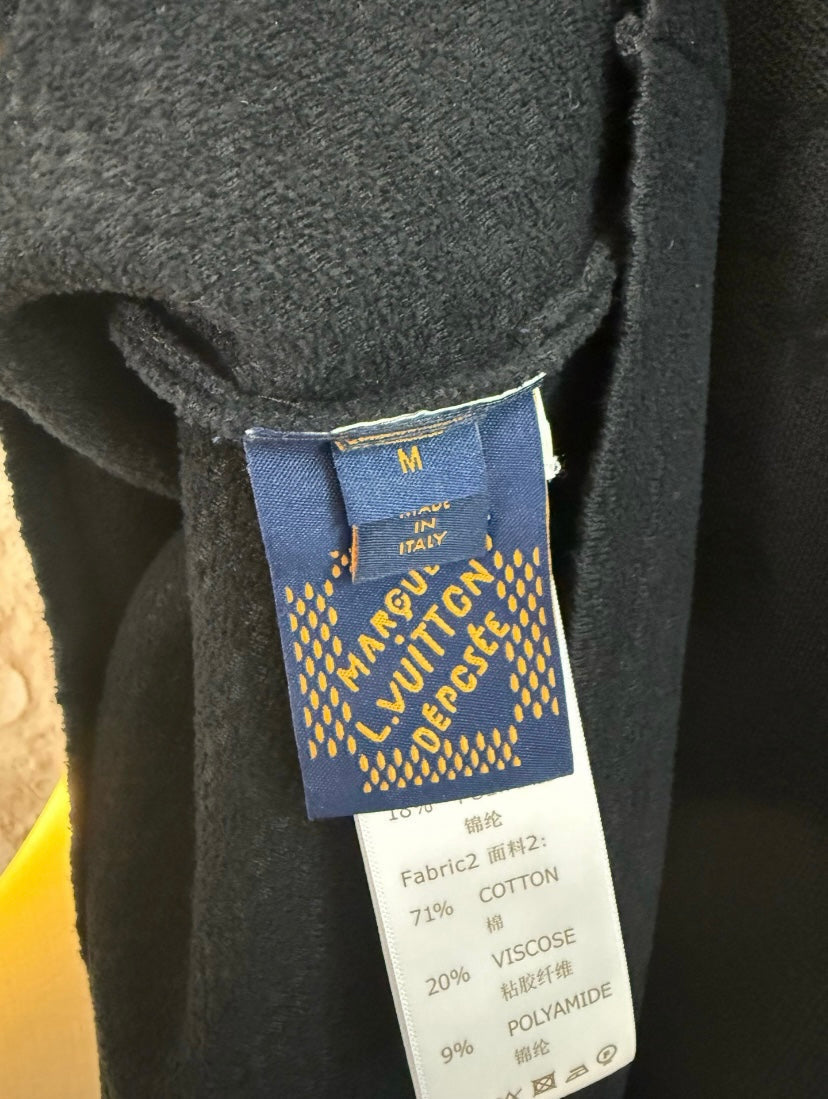 M
MADE
IN
ITALY
MARQUE
L.VUITTON
DÉPOSÉE
18%
锦纶
Fabric2 面料2:
71% COTTON
棉
20% VISCOSE
粘胶纤维
9% POLYAMIDE
锦纶
P